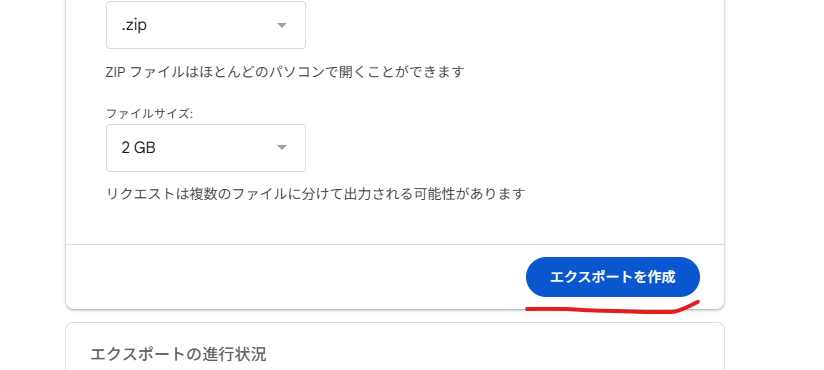 .zip
ZIP ファイルはほとんどのパソコンで開くことができます
ファイルサイズ:
2 GB
リクエストは複数のファイルに分けて出力される可能性があります
エクスポートを作成
エクスポートの進行状況